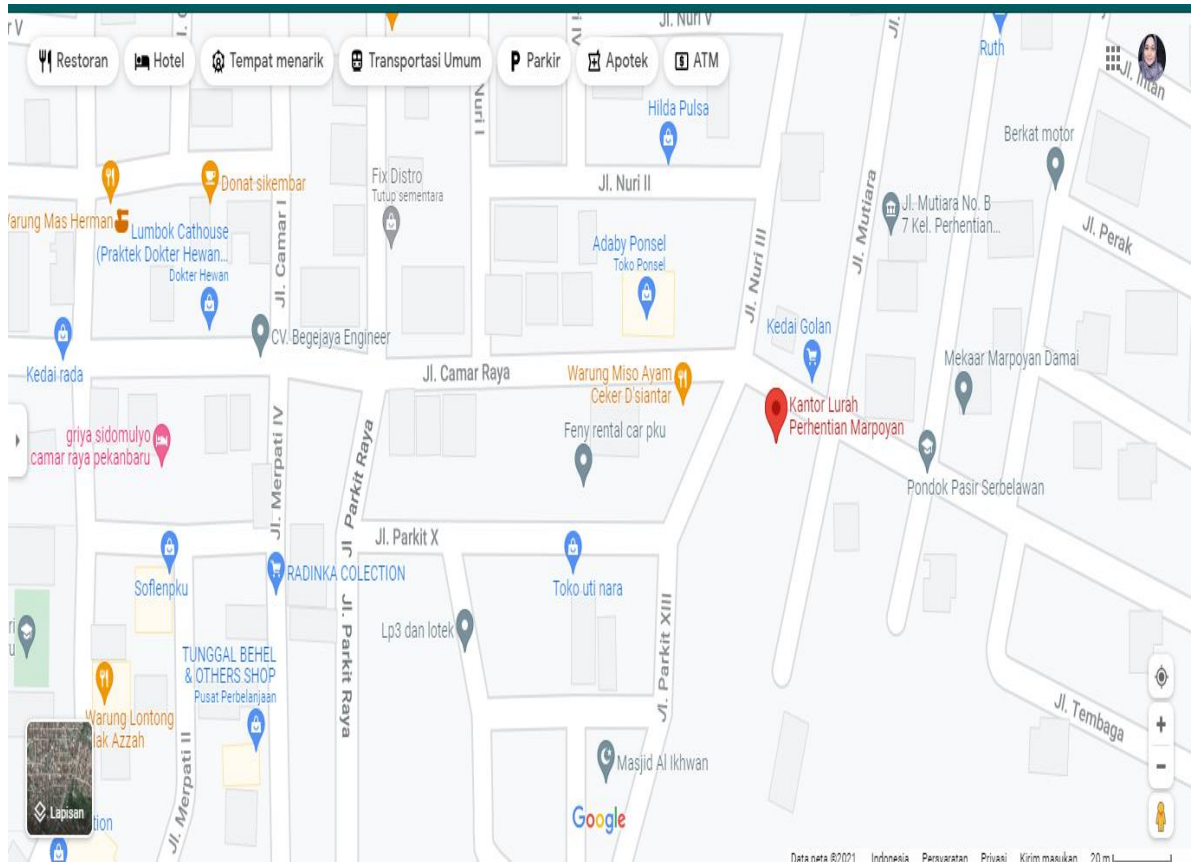 Jl. Nuri V
Restoran
Hotel
Tempat menarik
Transportasi Umum
Parkir
Apotek
ATM
Ruth
Jl. Intan
Nuri I
Hilda Pulsa
Berkat motor
Donat sikembar
Fix Distro
Tutup sementara
Jl. Nuri II
Warung Mas Herman
Lumbok Cathouse
(Praktek Dokter Hewan...
Dokter Hewan
Jl. Camar I
Adaby Ponsel
Toko Ponsel
Jl. Nuri III
Jl. Mutiara
Jl. Mutiara No. B
7 Kel. Perhentian...
Jl. Perak
Kedai rada
CV. Begejaya Engineer
Jl. Camar Raya
Warung Miso Ayam
Ceker D'siantar
Kedai Golan
Mekaar Marpoyan Damai
Kantor Lurah
Perhentian Marpoyan
griya sidomulyo
camar raya pekanbaru
Jl. Merpati IV
Jl. Parkit Raya
Feny rental car pku
Pondok Pasir Serbelawan
Jl. Parkit X
Soflenpku
RADINKA COLECTION
Toko uti nara
Lp3 dan lotek
Jl. Parkit Raya
Jl. Parkit XIII
TUNGGAL BEHEL
& OTHERS SHOP
Pusat Perbelanjaan
Warung Lontong
Mak Azzah
Jl. Merpati II
Masjid Al Ikhwan
Jl. Tembaga
Lapisan
Google
Data peta ©2021 Indonesia Persyaratan Privasi Kirim masukan 20 m